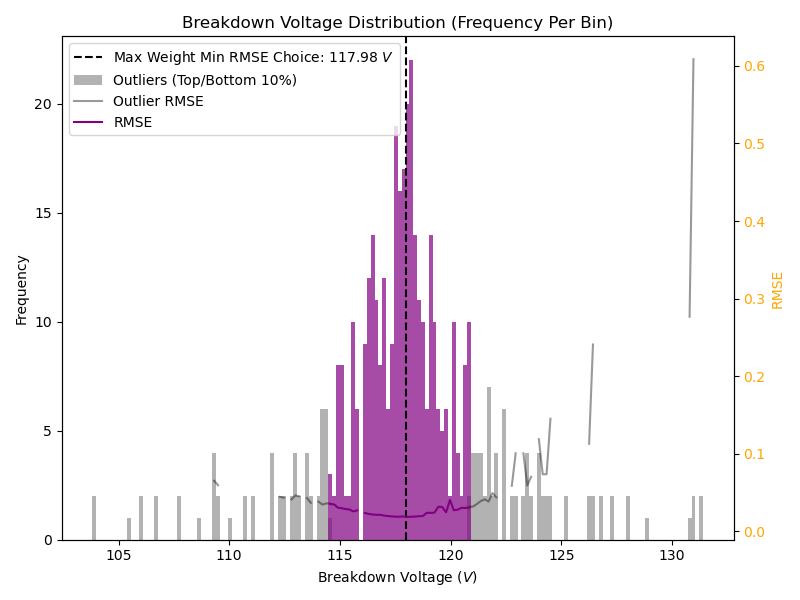 Breakdown Voltage Distribution (Frequency Per Bin)
Max Weight Min RMSE Choice: 117.98 V
Outliers (Top/Bottom 10%)
Outlier RMSE
RMSE
Frequency
0
5
10
15
20
RMSE
0.0
0.1
0.2
0.3
0.4
0.5
0.6
105
110
115
120
125
130
Breakdown Voltage (V)